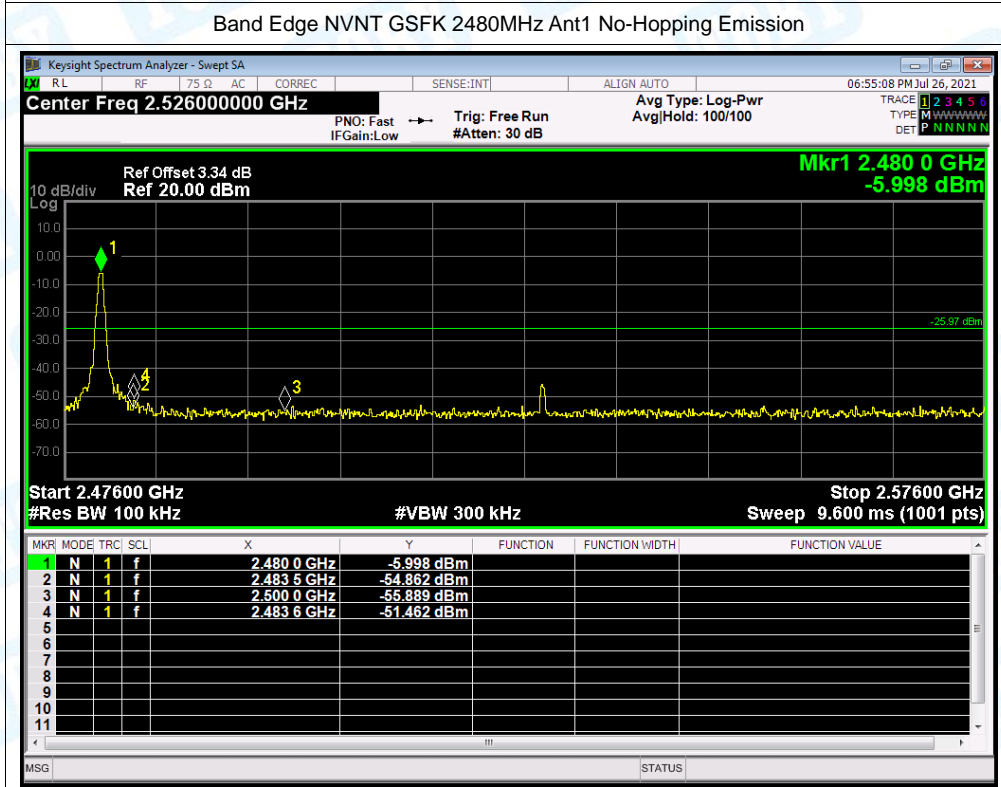 Band Edge NVNT GSFK 2480MHz Ant1 No-Hopping Emission
Keysight Spectrum Analyzer - Swept SA
LXI RL RF 75 Ω AC CORREC SENSE:INT ALIGN AUTO 06:55:08 PM Jul 26, 2021
Center Freq 2.526000000 GHz
PNO: Fast
IFGain:Low
Trig: Free Run
#Atten: 30 dB
Avg Type: Log-Pwr
Avg|Hold: 100/100
TRACE 1 2 3 4 5 6
TYPE M WWWWW
DET P N N N N N
Mkr1 2.480 0 GHz
-5.998 dBm
Ref Offset 3.34 dB
10 dB/div Ref 20.00 dBm
Log
10.0
0.00
-10.0
-20.0
-30.0
-40.0
-50.0
-60.0
-70.0
1
4
2
3
-25.97 dBm
Start 2.47600 GHz Stop 2.57600 GHz
#Res BW 100 kHz #VBW 300 kHz Sweep 9.600 ms (1001 pts)
MKR MODE TRC SCL X Y FUNCTION FUNCTION WIDTH FUNCTION VALUE
1 N 1 f 2.480 0 GHz -5.998 dBm
2 N 1 f 2.483 5 GHz -54.862 dBm
3 N 1 f 2.500 0 GHz -55.889 dBm
4 N 1 f 2.483 6 GHz -51.462 dBm
5
6
7
8
9
10
11
MSG STATUS